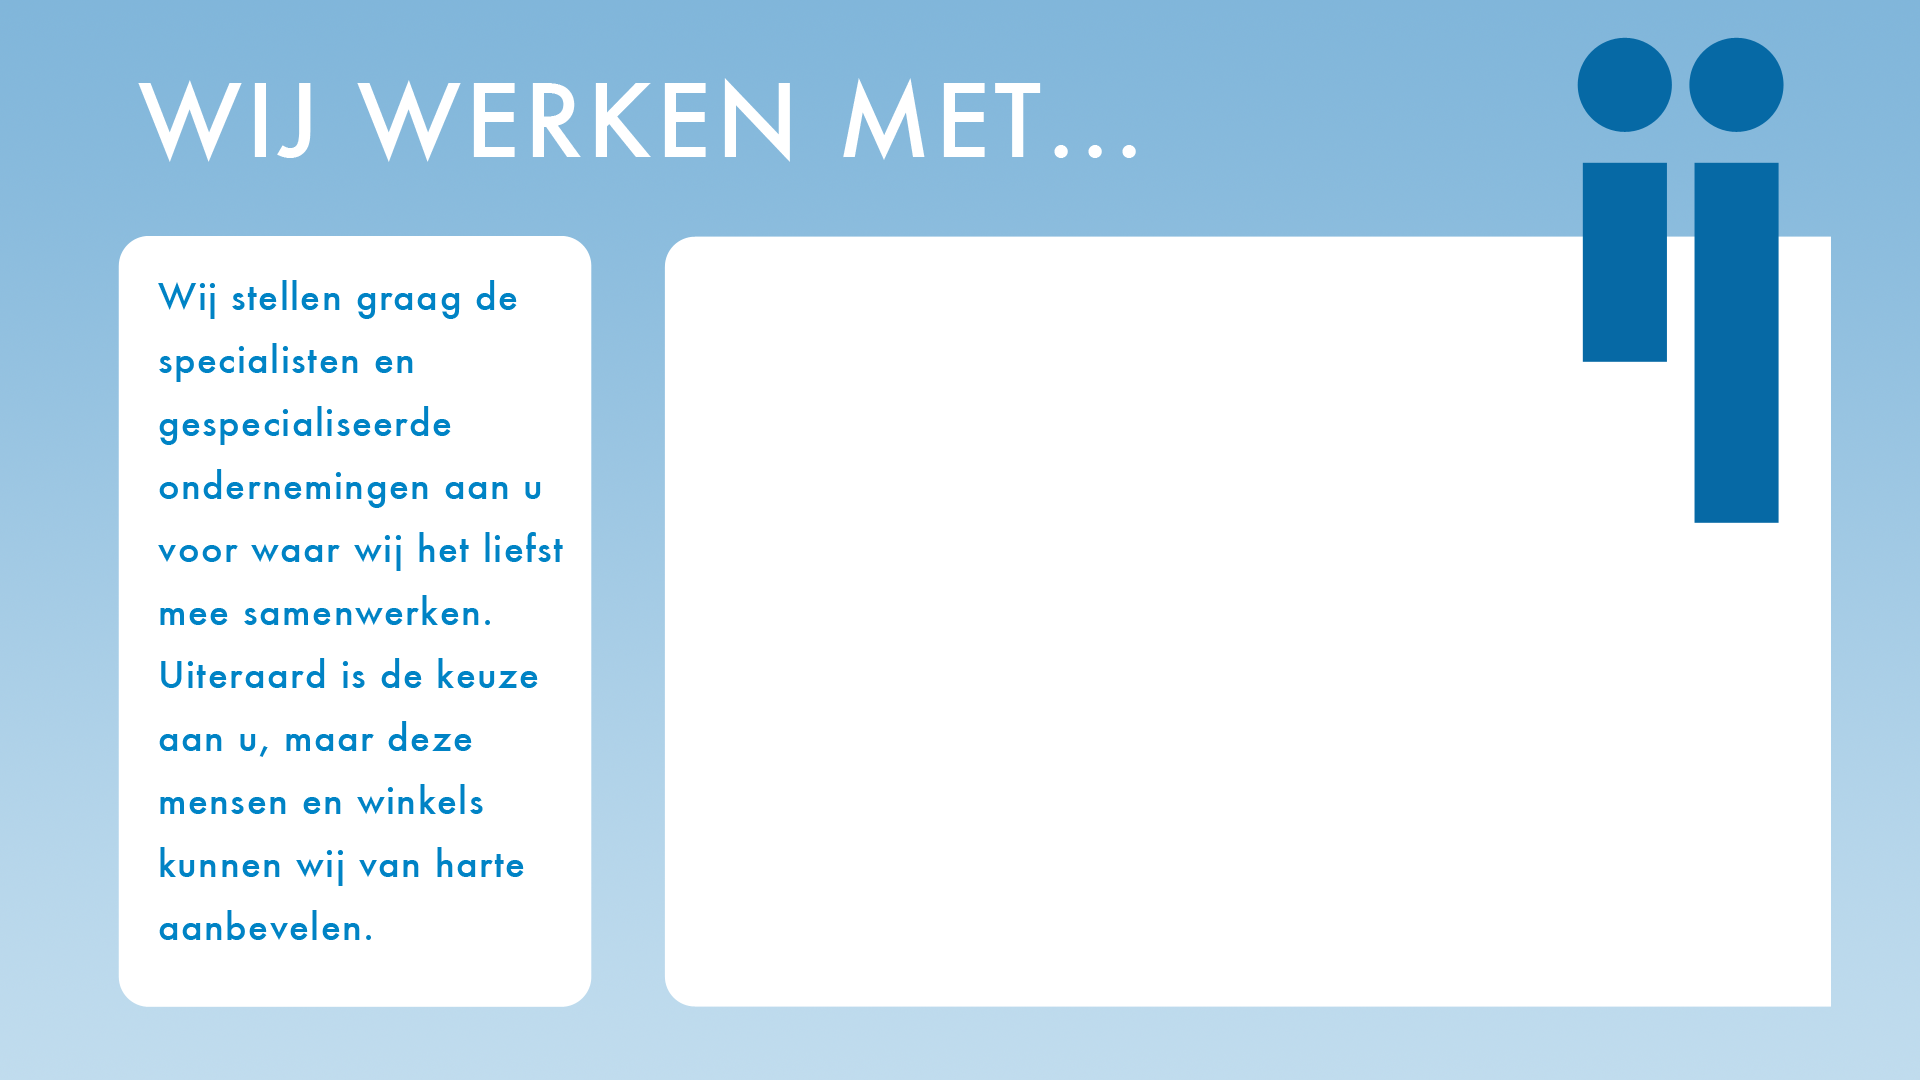 WIJ WERKEN MET...
Wij stellen graag de
specialisten en
gespecialiseerde
ondernemingen aan u
voor waar wij het liefst
mee samenwerken.
Uiteraard is de keuze
aan u, maar deze
mensen en winkels
kunnen wij van harte
aanbevelen.